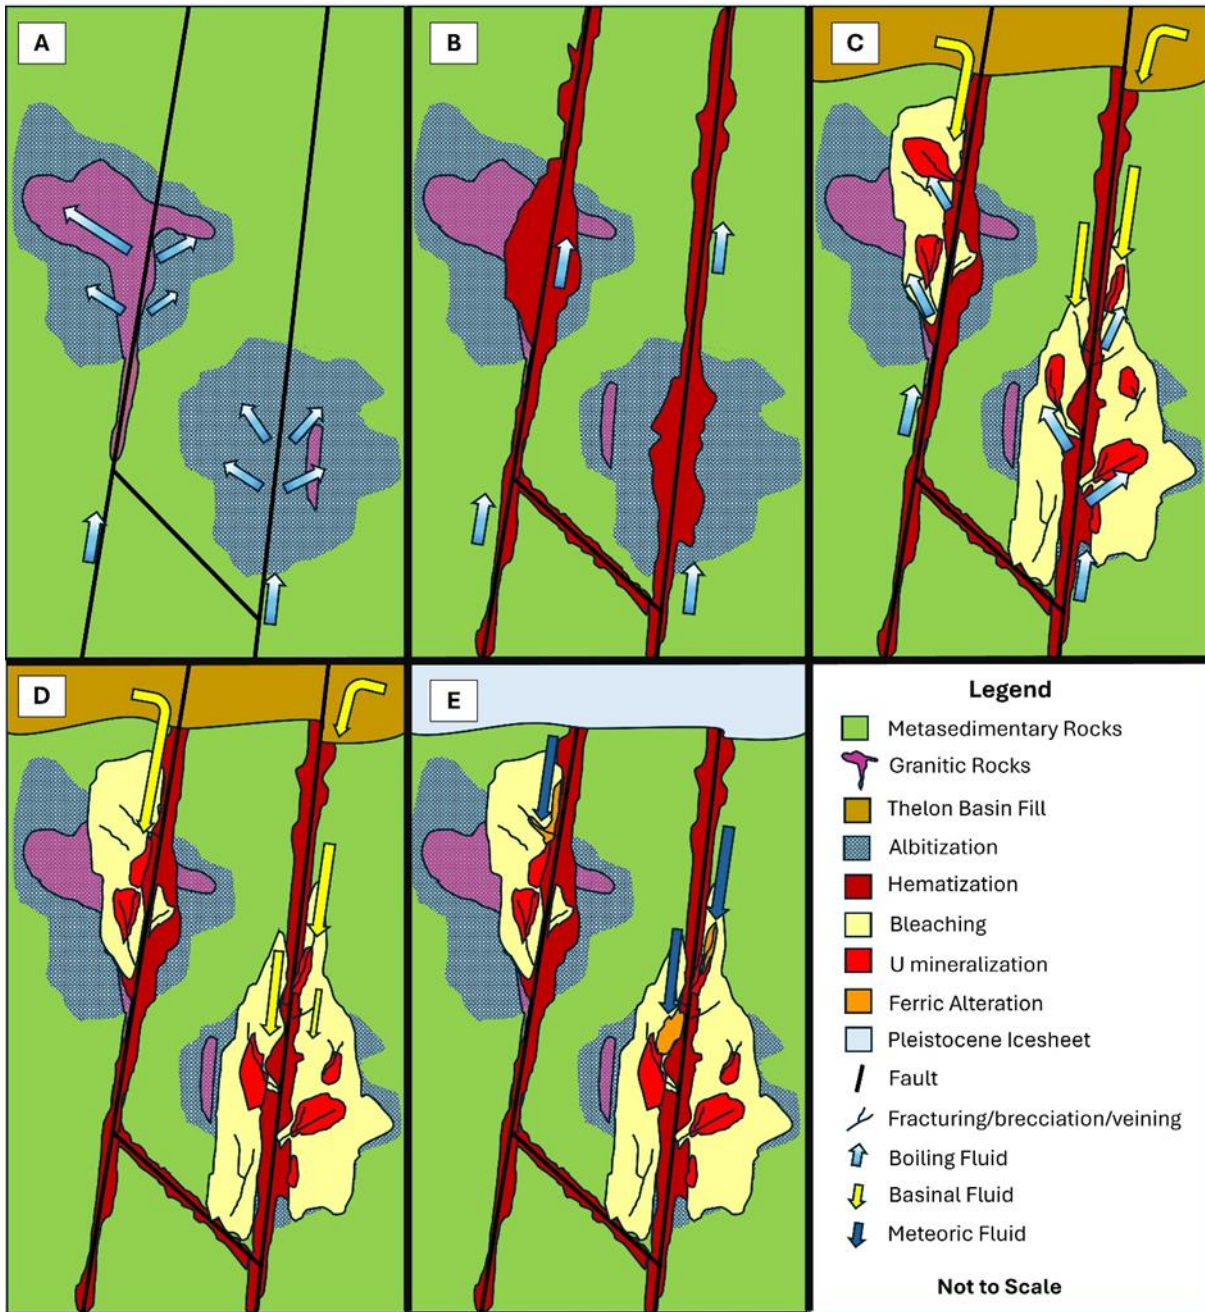 A
B
C
D
E
Legend
Metasedimentary Rocks
Granitic Rocks
Thelon Basin Fill
Albitization
Hematization
Bleaching
U mineralization
Ferric Alteration
Pleistocene Icesheet
Fault
Fracturing/brecciation/veining
Boiling Fluid
Basinal Fluid
Meteoric Fluid
Not to Scale